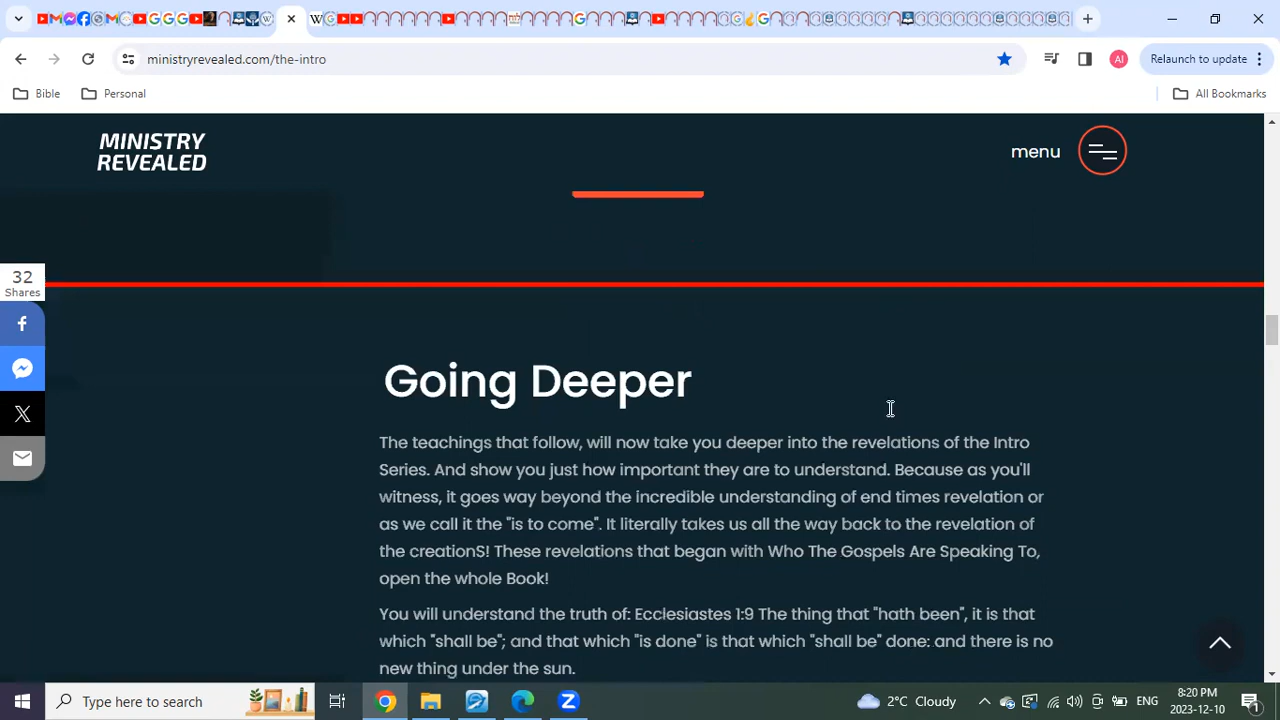 ministryrevealed.com/the-intro
AI
Relaunch to update
Bible
Personal
All Bookmarks
MINISTRY
REVEALED
menu
32
Shares
Going Deeper
The teachings that follow, will now take you deeper into the revelations of the Intro
Series. And show you just how important they are to understand. Because as you'll
witness, it goes way beyond the incredible understanding of end times revelation or
as we call it the "is to come". It literally takes us all the way back to the revelation of
the creationS! These revelations that began with Who The Gospels Are Speaking To,
open the whole Book!
You will understand the truth of: Ecclesiastes 1:9 The thing that "hath been", it is that
which "shall be"; and that which "is done" is that which "shall be" done: and there is no
new thing under the sun.
Type here to search
2°C Cloudy
ENG
8:20 PM
2023-12-10
1